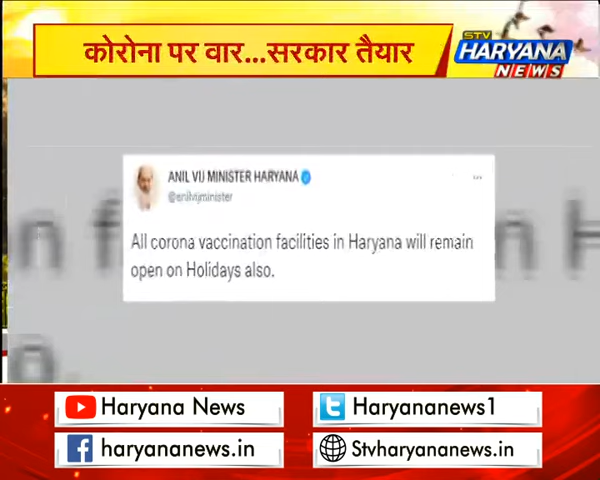 कोरोना पर वार...सरकार तैयार
STV
HARYANA
NEWS
ANIL VIJ MINISTER HARYANA
@anilvijminister
All corona vaccination facilities in Haryana will remain
open on Holidays also.
Haryana News
Haryananews1
haryananews.in
Stvharyananews.in